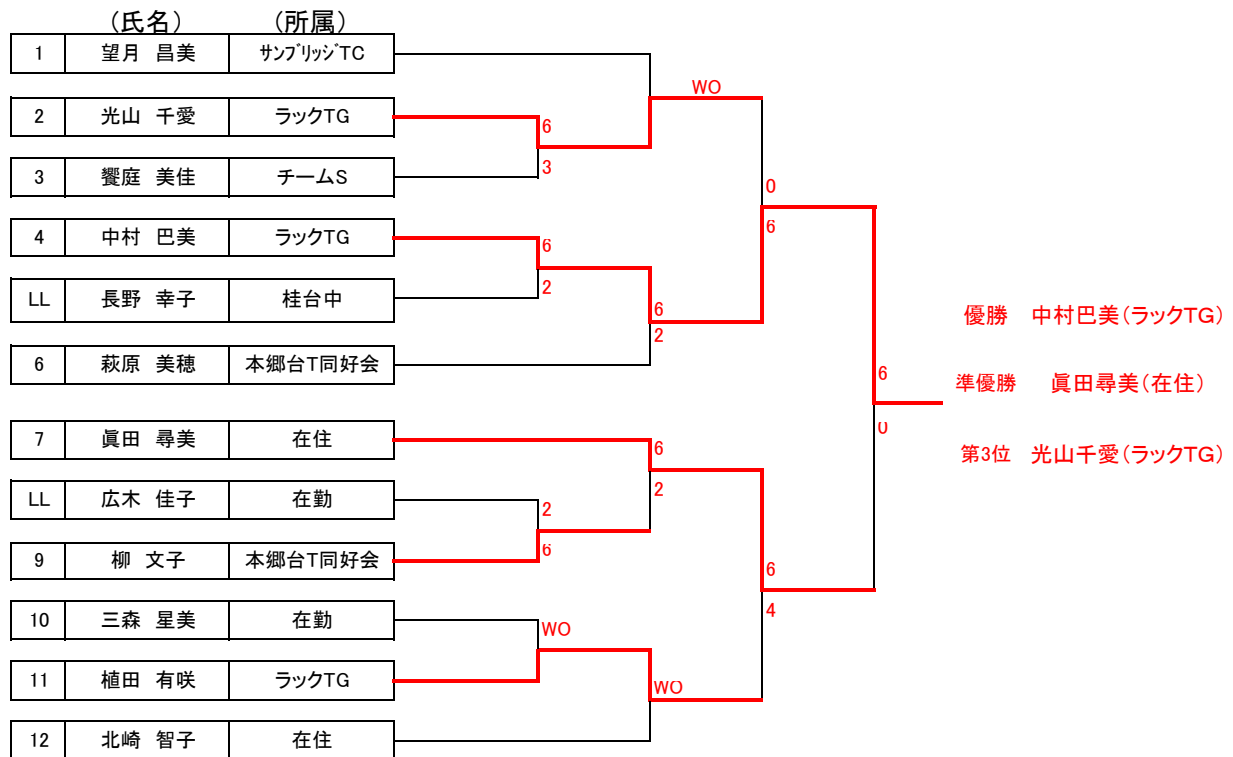 (氏名) (所属)
1 望月 昌美 サンブリッジTC
WO
2 光山 千愛 ラックTG
6
3
3 饗庭 美佳 チームS
0
6
4 中村 巴美 ラックTG
6
2
LL 長野 幸子 桂台中
6
2
優勝 中村巴美(ラックTG)
6 萩原 美穂 本郷台T同好会
6
0
準優勝 眞田尋美(在住)
7 眞田 尋美 在住
6
2
第3位 光山千愛(ラックTG)
LL 広木 佳子 在勤
2
6
9 柳 文子 本郷台T同好会
6
4
10 三森 星美 在勤
WO
11 植田 有咲 ラックTG
WO
12 北崎 智子 在住